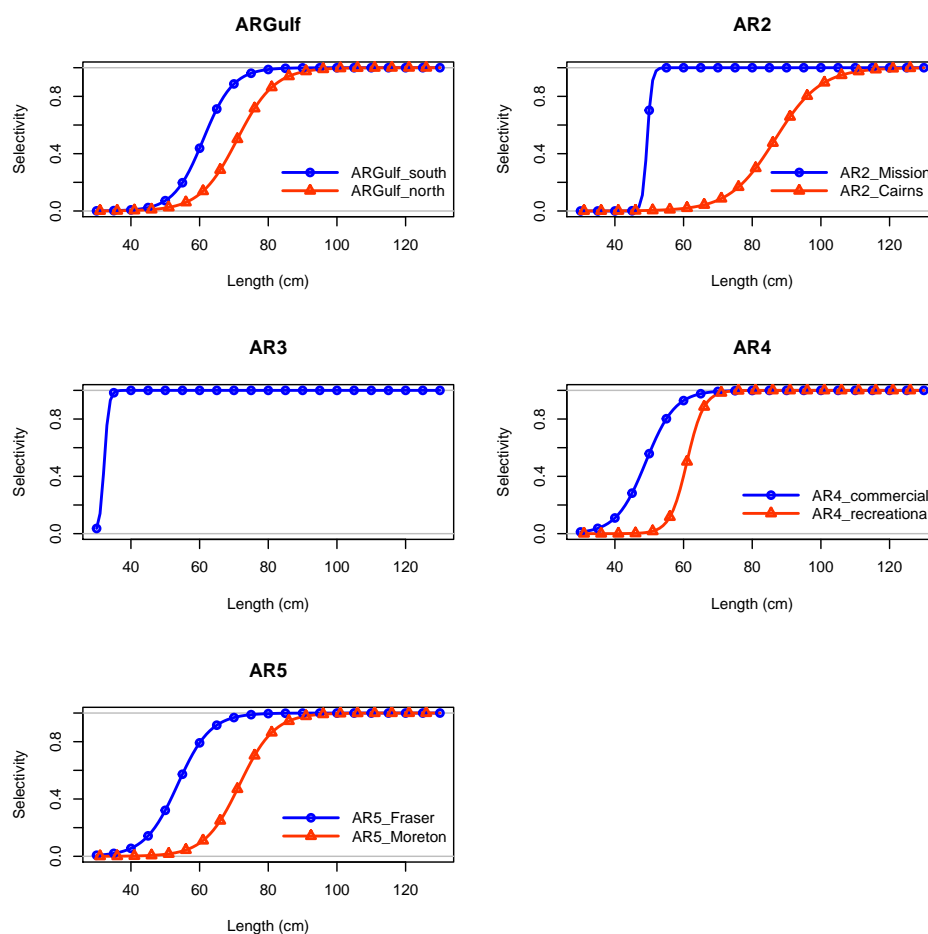 ARGulf
Selectivity
0.0 0.4 0.8
ARGulf_south
ARGulf_north
40 60 80 100 120
Length (cm)
AR2
Selectivity
0.0 0.4 0.8
AR2_Mission
AR2_Cairns
40 60 80 100 120
Length (cm)
AR3
Selectivity
0.0 0.4 0.8
40 60 80 100 120
Length (cm)
AR4
Selectivity
0.0 0.4 0.8
AR4_commercial
AR4_recreationa
40 60 80 100 120
Length (cm)
AR5
Selectivity
0.0 0.4 0.8
AR5_Fraser
AR5_Moreton
40 60 80 100 120
Length (cm)